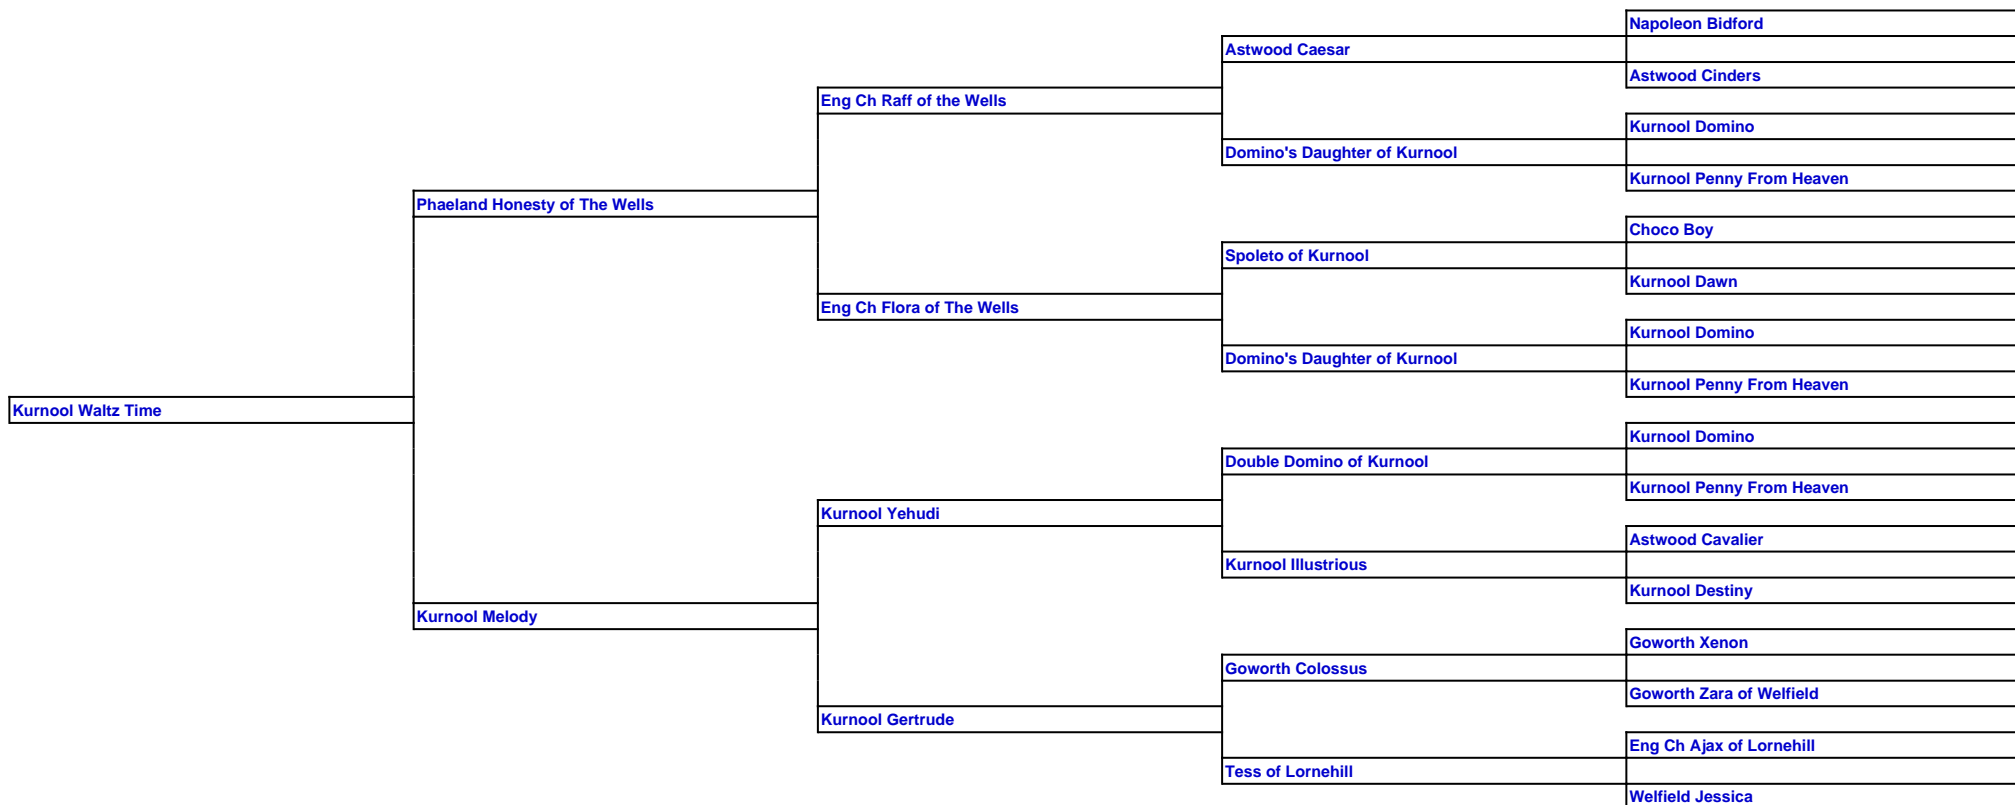 Napoleon Bidford
Astwood Caesar
Astwood Cinders
Eng Ch Raff of the Wells
Kurnool Domino
Domino's Daughter of Kurnool
Kurnool Penny From Heaven
Phaeland Honesty of The Wells
Choco Boy
Spoleto of Kurnool
Kurnool Dawn
Eng Ch Flora of The Wells
Kurnool Domino
Domino's Daughter of Kurnool
Kurnool Penny From Heaven
Kurnool Waltz Time
Kurnool Domino
Double Domino of Kurnool
Kurnool Penny From Heaven
Kurnool Yehudi
Astwood Cavalier
Kurnool Illustrious
Kurnool Destiny
Kurnool Melody
Goworth Xenon
Goworth Colossus
Goworth Zara of Welfield
Kurnool Gertrude
Eng Ch Ajax of Lornehill
Tess of Lornehill
Welfield Jessica